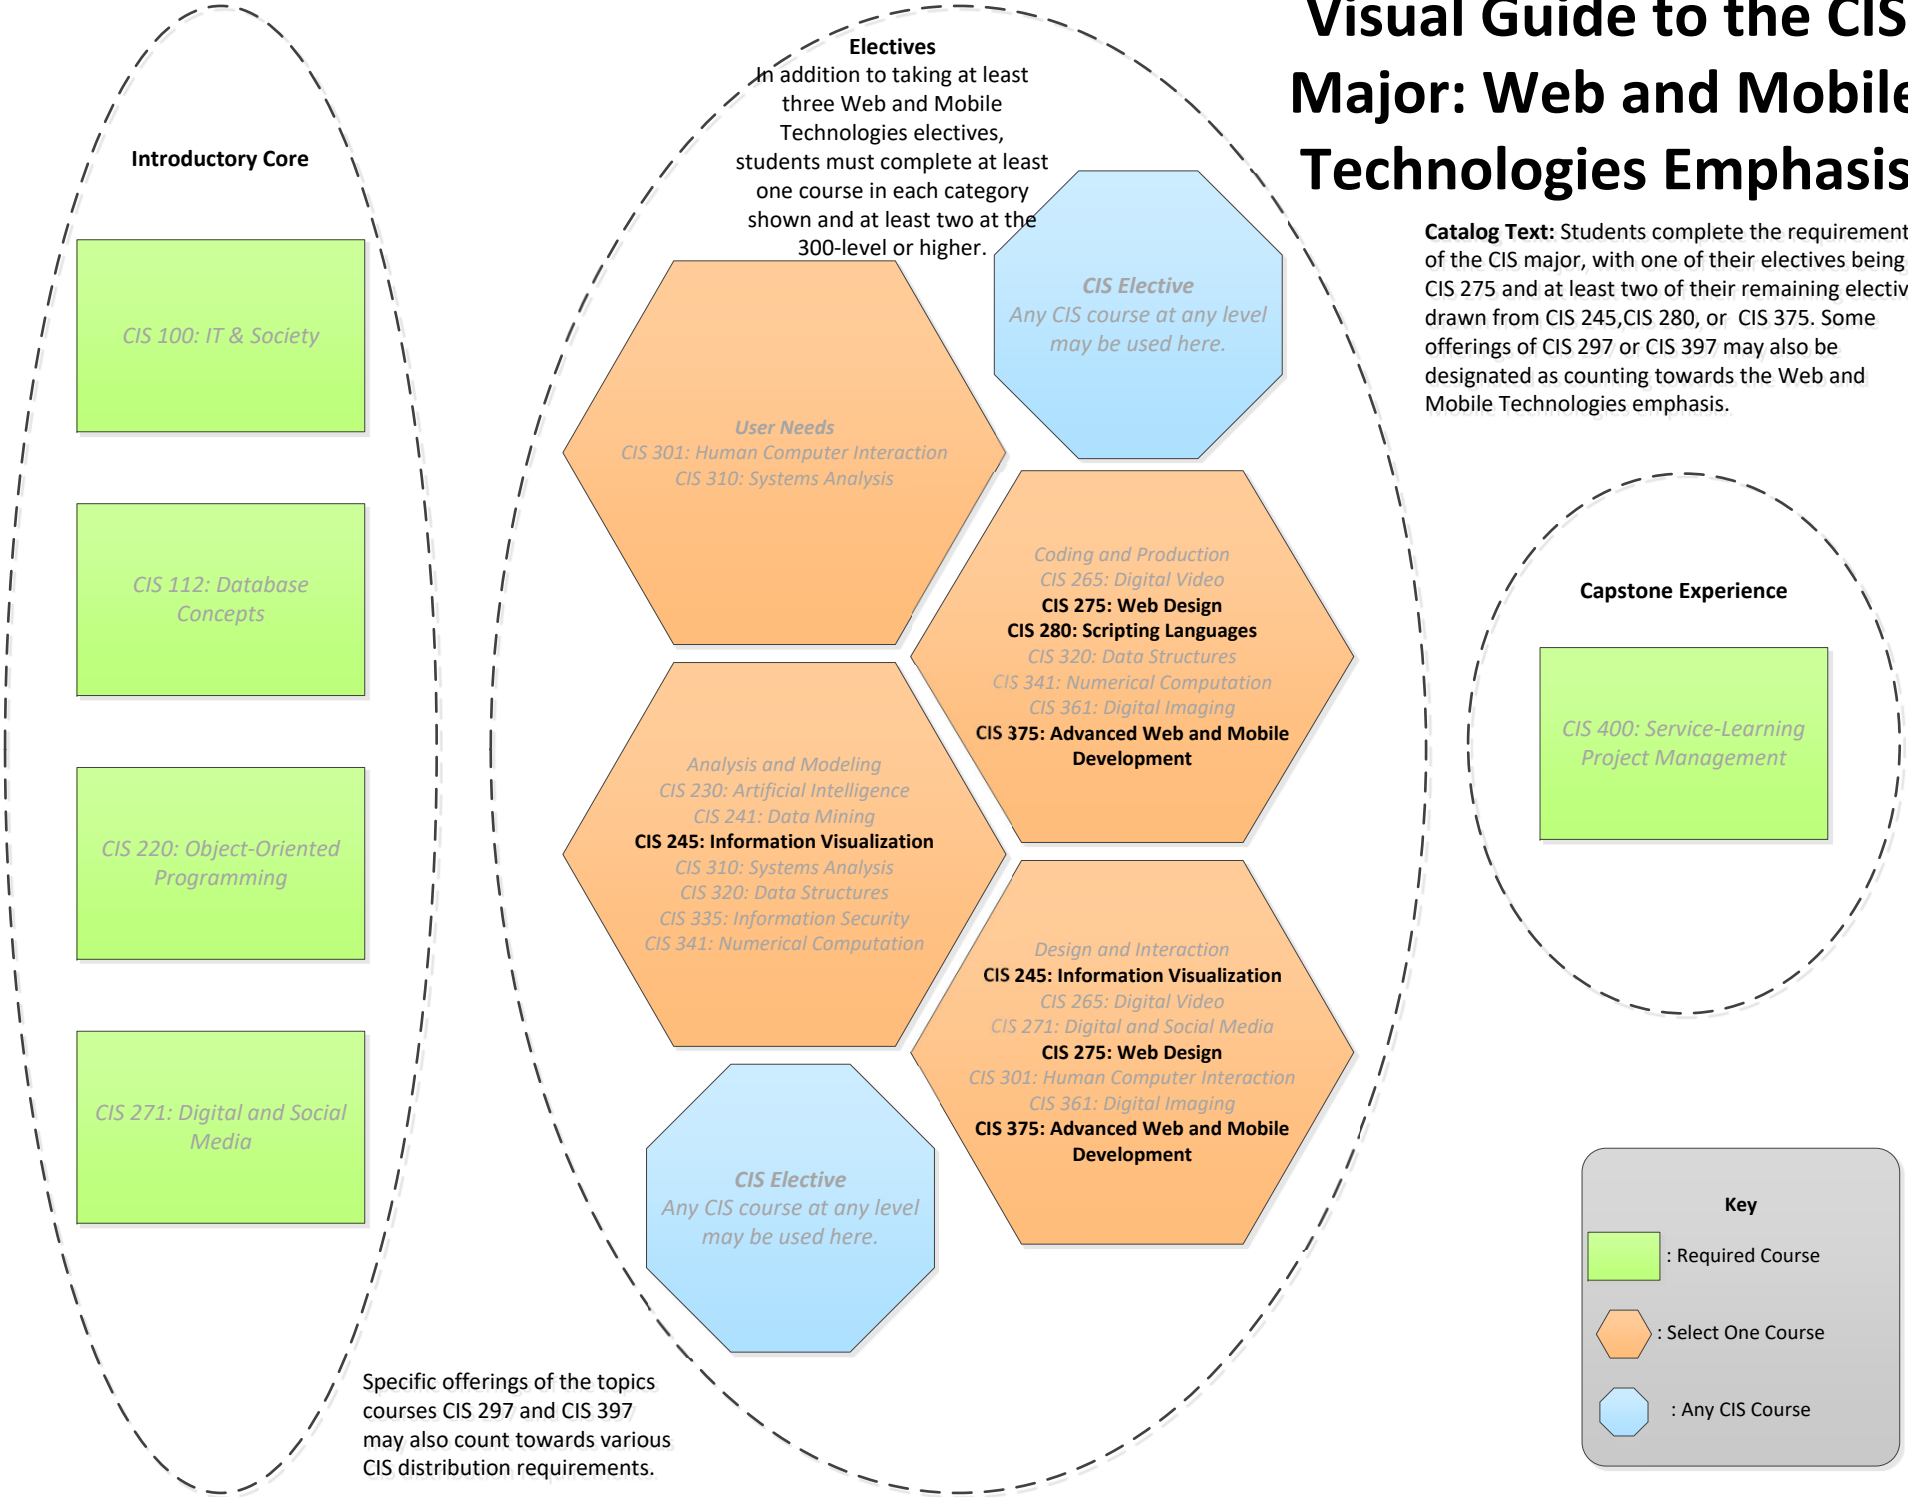 Visual Guide to the CIS
Major: Web and Mobile
Technologies Emphasis
Catalog Text: Students complete the requirement
of the CIS major, with one of their electives being
CIS 275 and at least two of their remaining electiv
drawn from CIS 245,CIS 280, or CIS 375. Some
offerings of CIS 297 or CIS 397 may also be
designated as counting towards the Web and
Mobile Technologies emphasis.
Introductory Core
CIS 100: IT & Society
CIS 112: Database
Concepts
CIS 220: Object-Oriented
Programming
CIS 271: Digital and Social
Media
Electives
In addition to taking at least
three Web and Mobile
Technologies electives,
students must complete at least
one course in each category
shown and at least two at the
300-level or higher.
CIS Elective
Any CIS course at any level
may be used here.
User Needs
CIS 301: Human Computer Interaction
CIS 310: Systems Analysis
Coding and Production
CIS 265: Digital Video
CIS 275: Web Design
CIS 280: Scripting Languages
CIS 320: Data Structures
CIS 341: Numerical Computation
CIS 361: Digital Imaging
CIS 375: Advanced Web and Mobile
Development
Analysis and Modeling
CIS 230: Artificial Intelligence
CIS 241: Data Mining
CIS 245: Information Visualization
CIS 310: Systems Analysis
CIS 320: Data Structures
CIS 335: Information Security
CIS 341: Numerical Computation
Design and Interaction
CIS 245: Information Visualization
CIS 265: Digital Video
CIS 271: Digital and Social Media
CIS 275: Web Design
CIS 301: Human Computer Interaction
CIS 361: Digital Imaging
CIS 375: Advanced Web and Mobile
Development
CIS Elective
Any CIS course at any level
may be used here.
Specific offerings of the topics
courses CIS 297 and CIS 397
may also count towards various
CIS distribution requirements.
Capstone Experience
CIS 400: Service-Learning
Project Management
Key
: Required Course
: Select One Course
: Any CIS Course